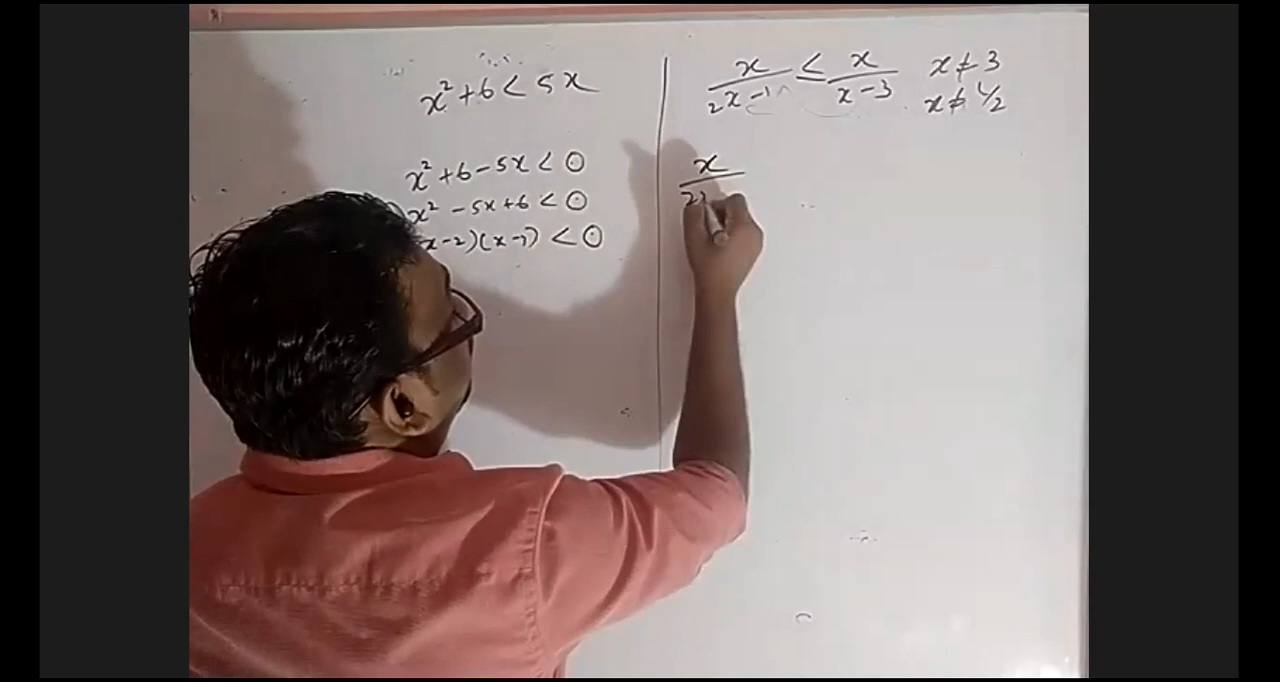 x² + 6 < 5x
x² + 6 - 5x < 0
x² - 5x + 6 < 0
x - 2)(x - 3) < 0
x/(2x - 1) ≤ x/(x - 3) x ≠ 3
x ≠ 1/2
x/2